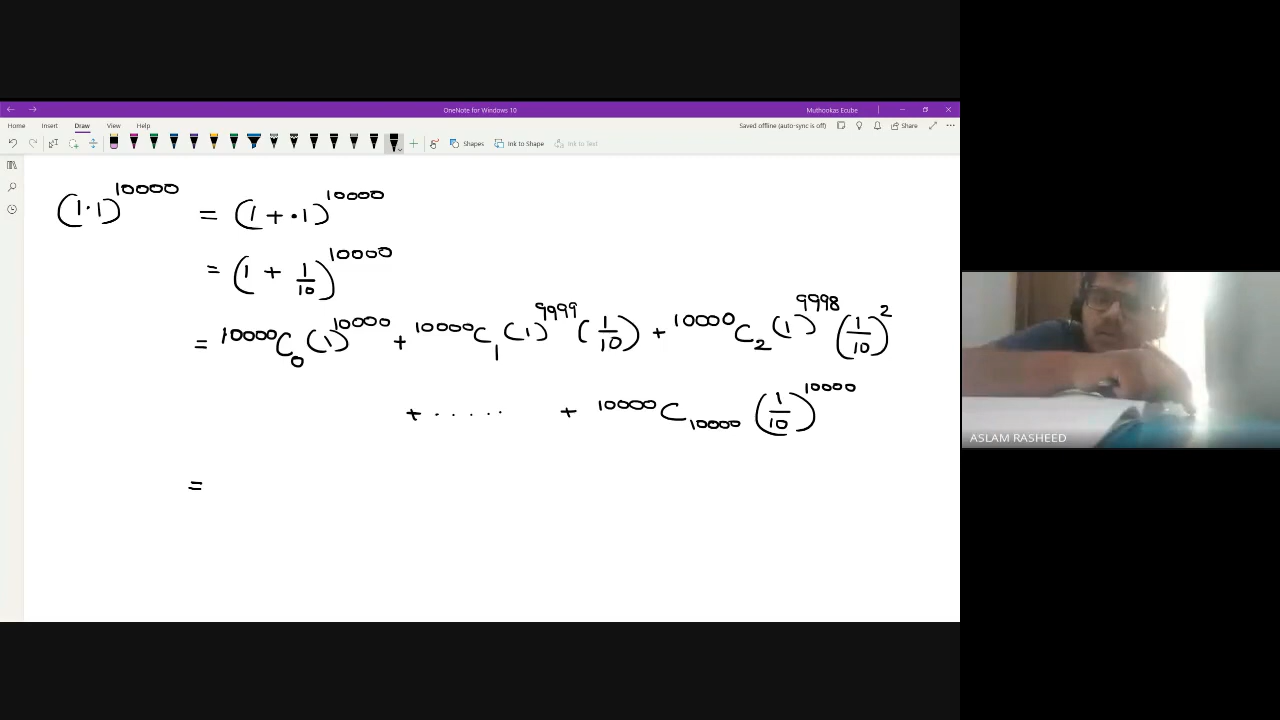 OneNote for Windows 10
Muthookas Ecube
Home Insert Draw View Help
Saved offline (auto-sync is off) Share
Shapes Ink to Shape Ink to Text
(1·1)^10000 = (1 + ·1)^10000
= (1 + 1/10)^10000
= 10000C0 (1)^10000 + 10000C1 (1)^9999 (1/10) + 10000C2 (1)^9998 (1/10)^2
+ ..... + 10000C10000 (1/10)^10000
=
ASLAM RASHEED